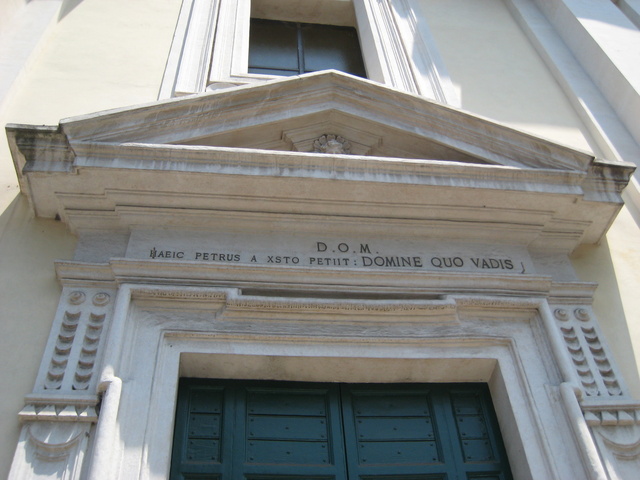 D.O.M.
HAEIC PETRUS A XSTO PETIIT: DOMINE QUO VADIS